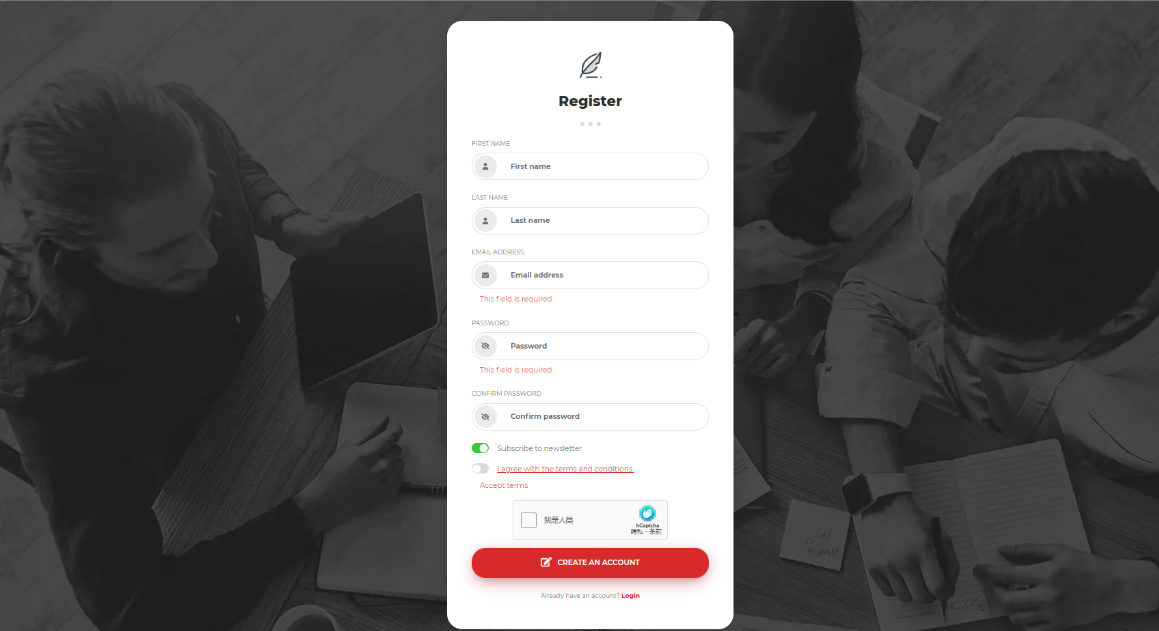 Register
FIRST NAME
First name
LAST NAME
Last name
EMAIL ADDRESS
Email address
This field is required.
PASSWORD
Password
This field is required.
CONFIRM PASSWORD
Confirm password
Subscribe to newsletter
I agree with the terms and conditions.
Accept terms
我是人类
hCaptcha
隐私 - 条款
CREATE AN ACCOUNT
Already have an account? Login